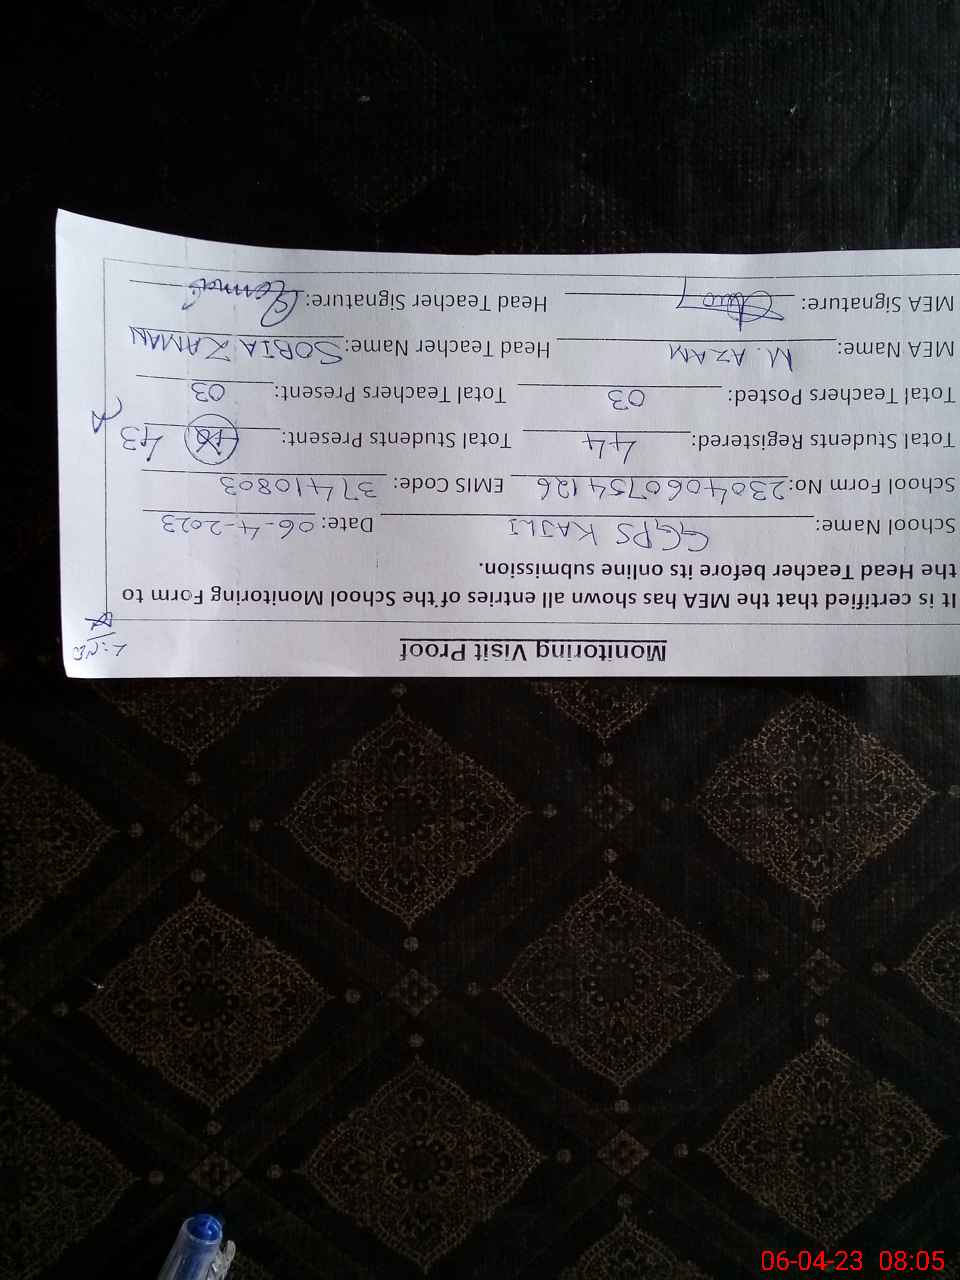 Monitoring Visit Proof
It is certified that the MEA has shown all entries of the School Monitoring Form to
the Head Teacher before its online submission.
School Name: GGPS KAJLI Date: 06-4-2023
School Form No: 2304060754126 EMIS Code: 37410803
Total Students Registered: 44 Total Students Present: 43
Total Teachers Posted: 03 Total Teachers Present: 03
MEA Name: M. AZAM Head Teacher Name: SOBIA ZAMAN
MEA Signature: Head Teacher Signature:
06-04-23 08:05